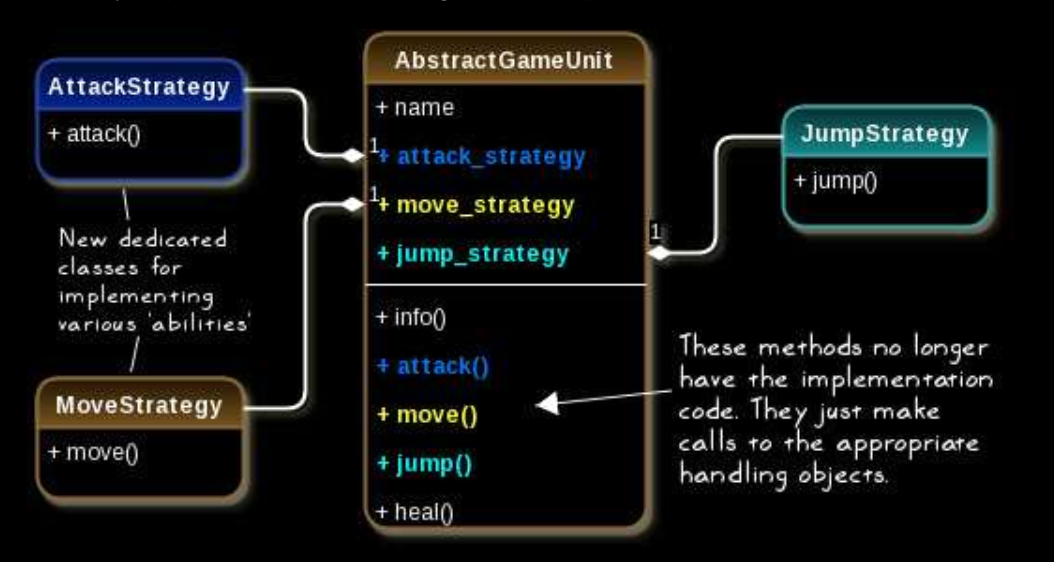 AttackStrategy
+ attack()
New dedicated
classes for
implementing
various 'abilities'
MoveStrategy
+ move()
AbstractGameUnit
+ name
1
+ attack_strategy
1
+ move_strategy
+ jump_strategy
1
+ info()
+ attack()
+ move()
+ jump()
+ heal()
JumpStrategy
+ jump()
These methods no longer
have the implementation
code. They just make
calls to the appropriate
handling objects.